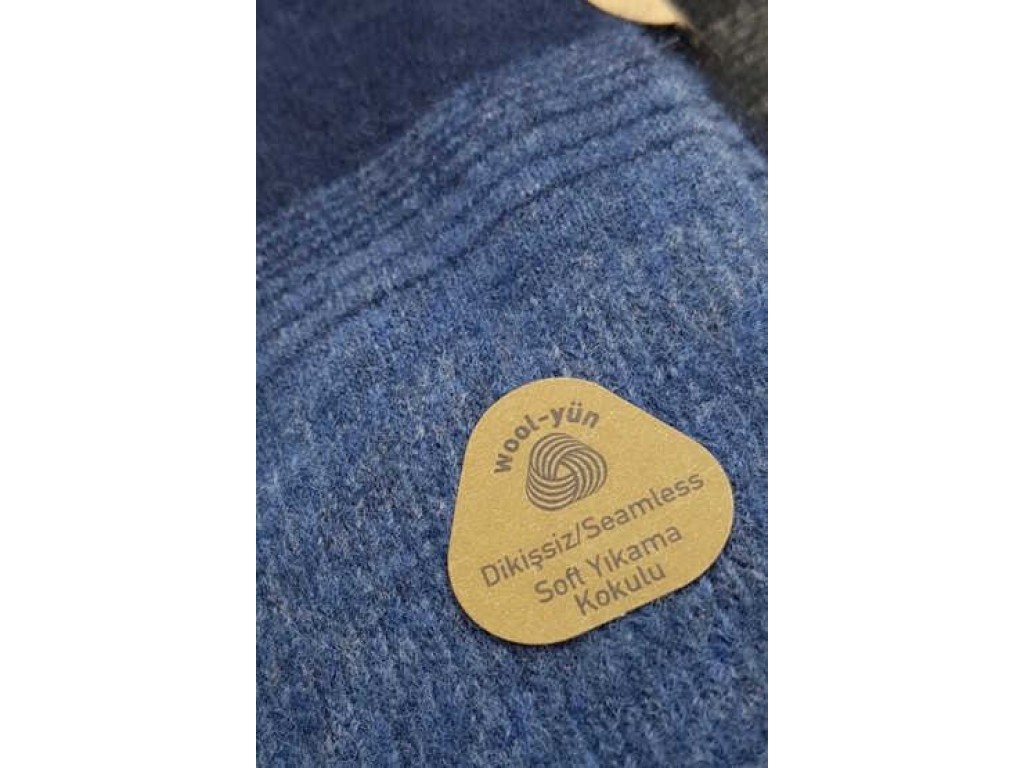 wool-yün
Dikişsiz/Seamless
Soft Yıkama
Kokulu